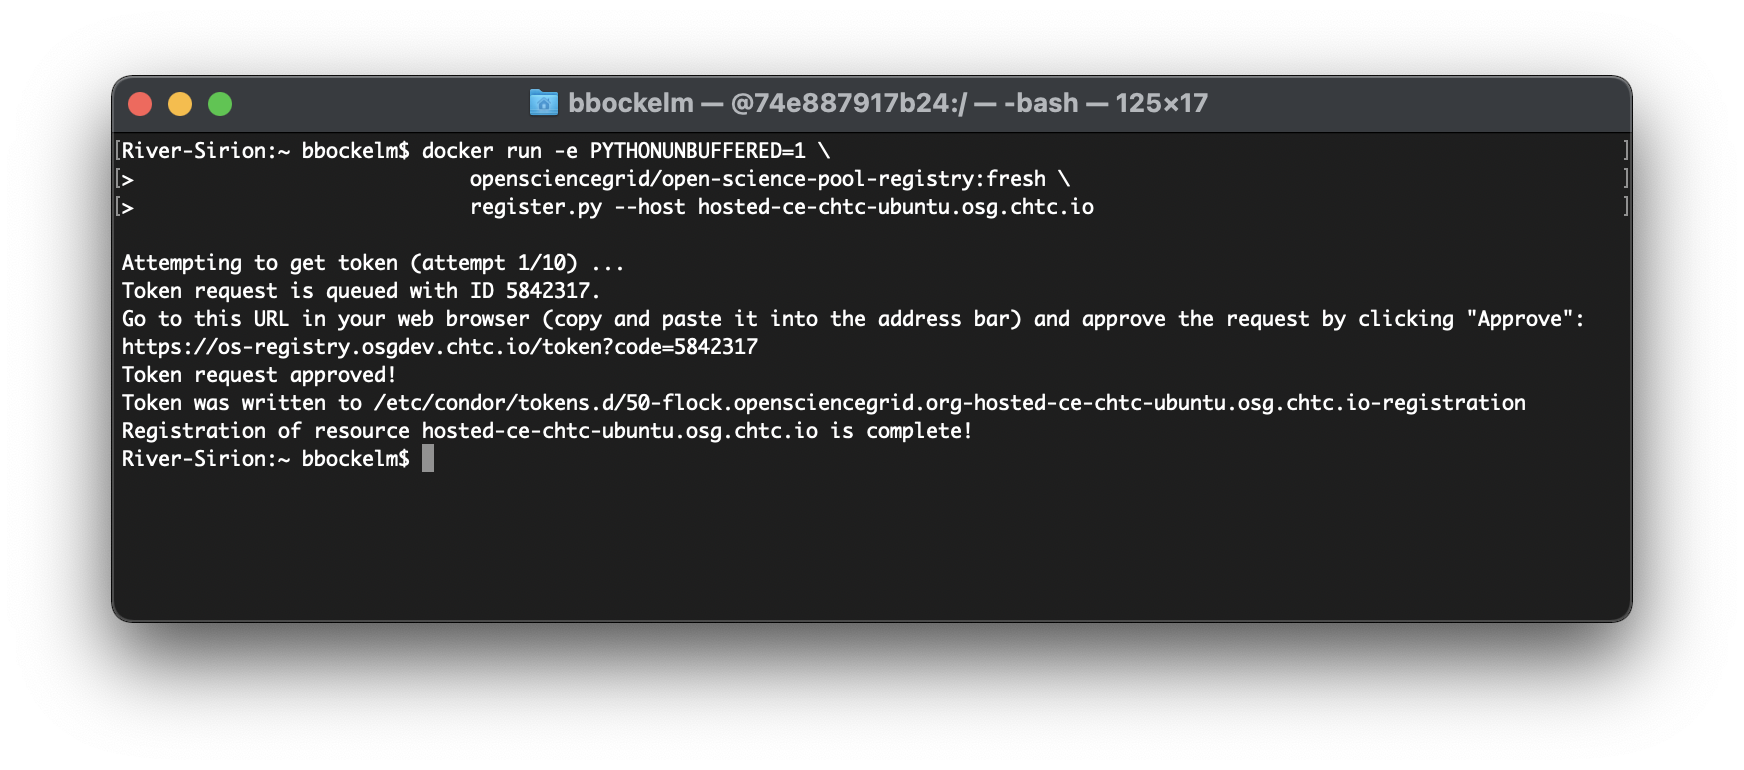 bbockelm — @74e887917b24:/ — -bash — 125×17
[River-Sirion:~ bbockelm$ docker run -e PYTHONUNBUFFERED=1 \ ]
[> opensciencegrid/open-science-pool-registry:fresh \ ]
[> register.py --host hosted-ce-chtc-ubuntu.osg.chtc.io ]
Attempting to get token (attempt 1/10) ...
Token request is queued with ID 5842317.
Go to this URL in your web browser (copy and paste it into the address bar) and approve the request by clicking "Approve":
https://os-registry.osgdev.chtc.io/token?code=5842317
Token request approved!
Token was written to /etc/condor/tokens.d/50-flock.opensciencegrid.org-hosted-ce-chtc-ubuntu.osg.chtc.io-registration
Registration of resource hosted-ce-chtc-ubuntu.osg.chtc.io is complete!
River-Sirion:~ bbockelm$